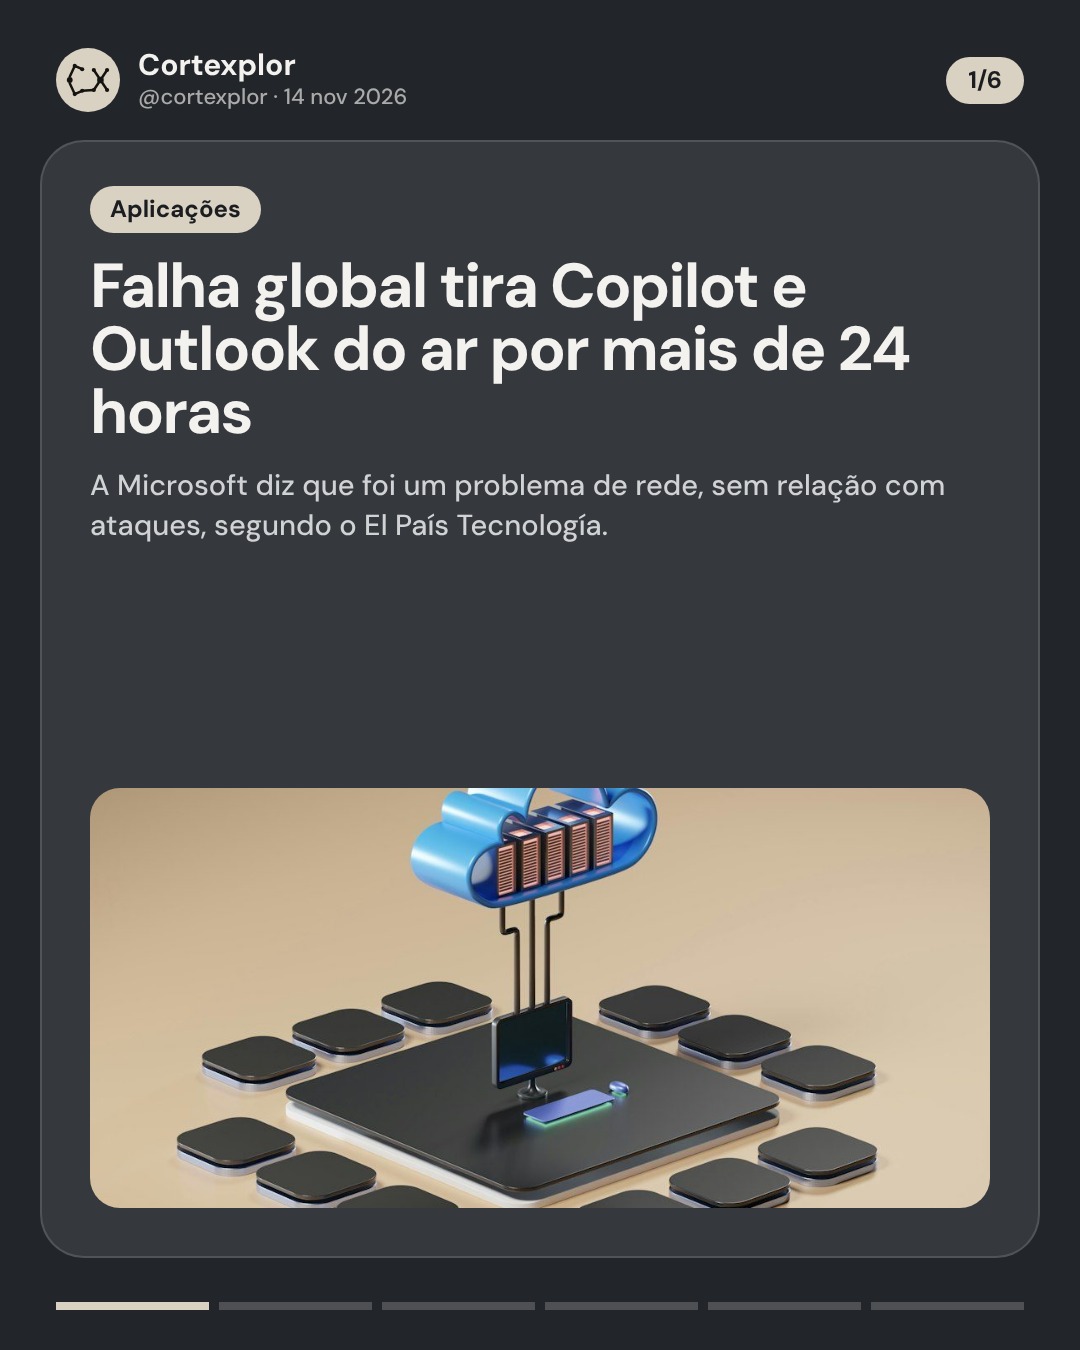 Cortexplor
@cortexplor · 14 nov 2026
1/6
Aplicações
Falha global tira Copilot e
Outlook do ar por mais de 24
horas
A Microsoft diz que foi um problema de rede, sem relação com
ataques, segundo o El País Tecnología.